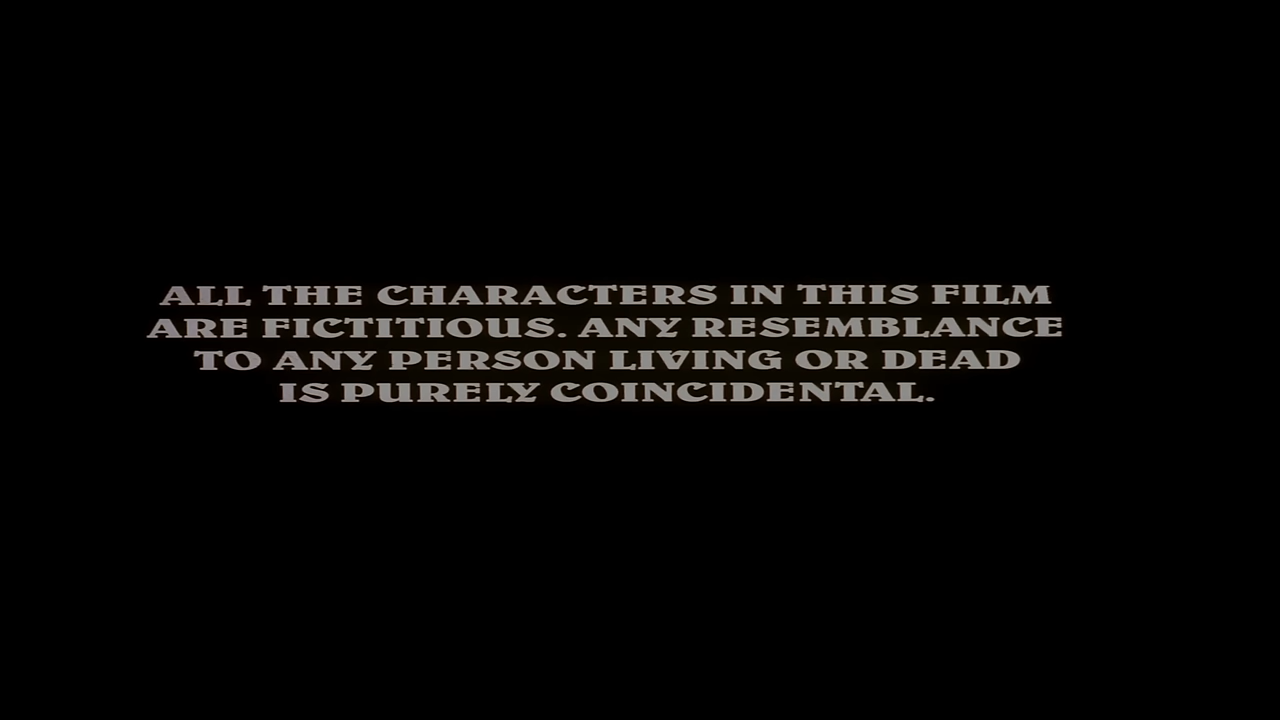 ALL THE CHARACTERS IN THIS FILM
ARE FICTITIOUS. ANY RESEMBLANCE
TO ANY PERSON LIVING OR DEAD
IS PURELY COINCIDENTAL.